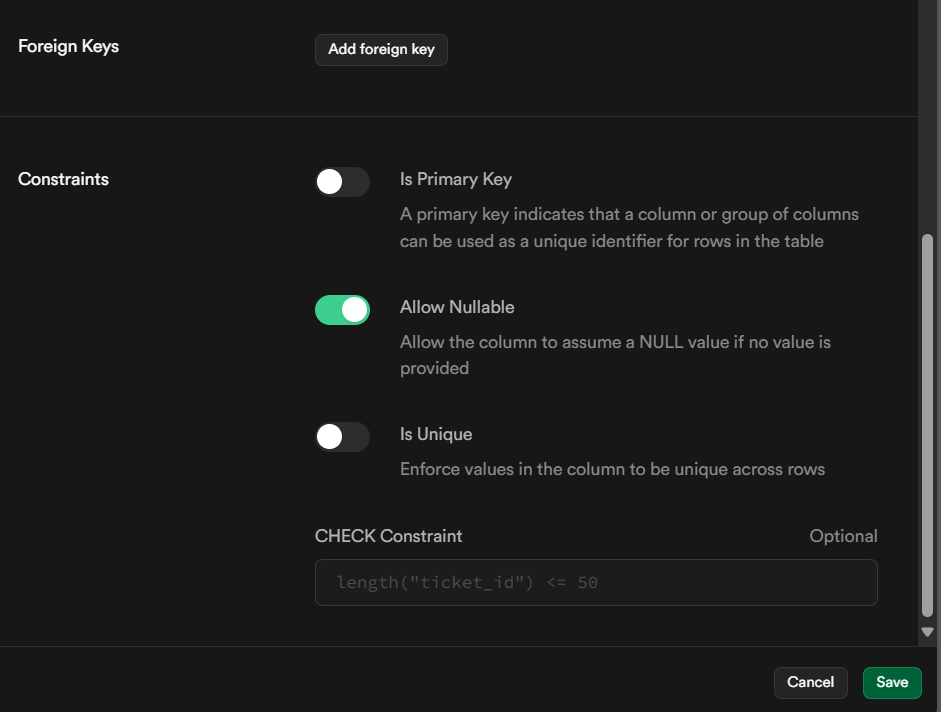 Foreign Keys
Add foreign key
Constraints
Is Primary Key
A primary key indicates that a column or group of columns
can be used as a unique identifier for rows in the table
Allow Nullable
Allow the column to assume a NULL value if no value is
provided
Is Unique
Enforce values in the column to be unique across rows
CHECK Constraint
Optional
length("ticket_id") <= 50
Cancel
Save